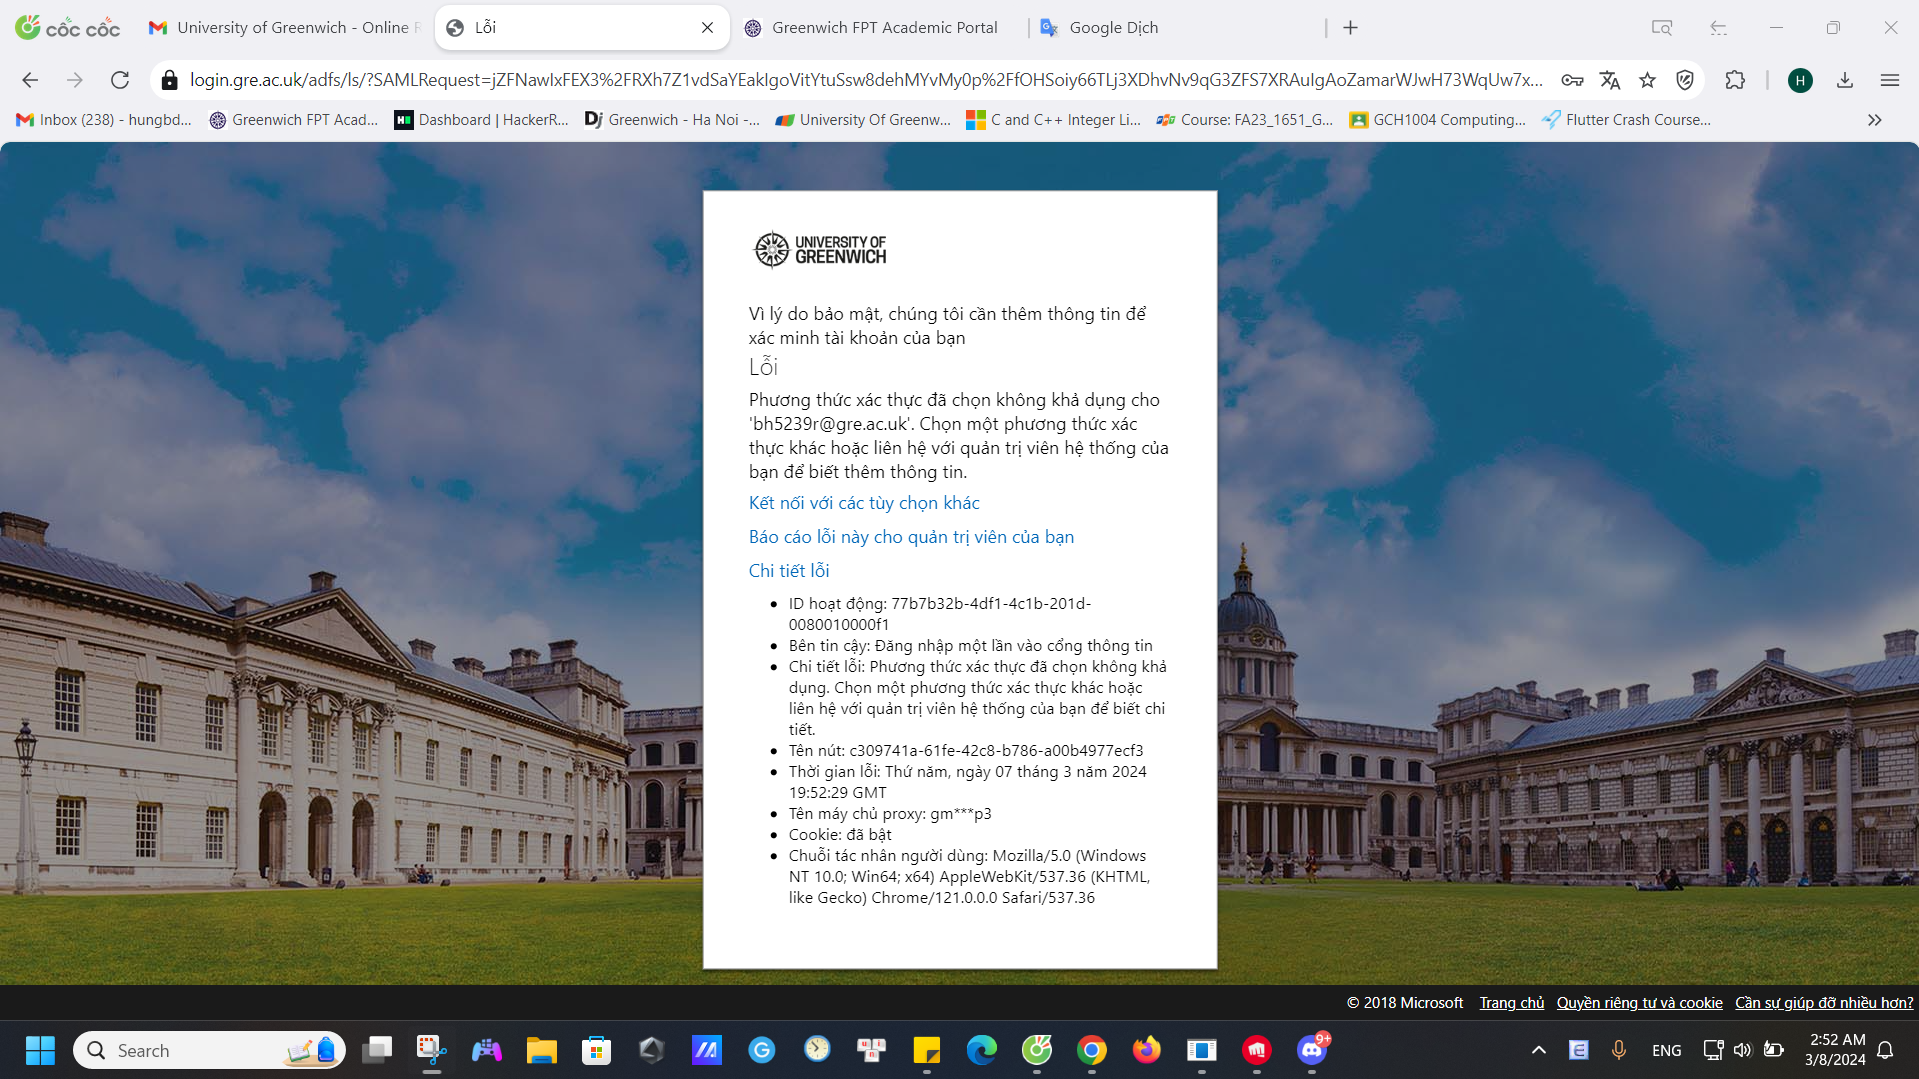 cốc cốc
University of Greenwich - Online R
Lỗi
Greenwich FPT Academic Portal
Google Dịch
login.gre.ac.uk/adfs/ls/?SAMLRequest=jZFNawIxFEX3%2FRXh7Z1vdSaYEakIgoVitYtuSsw8dehMYvMy0p%2FfOHSoiy66TLj3XDhvNv9qG3ZFS7XRAuIgAoZamarWJwH73WqUw7x...
H
Inbox (238) - hungbd...
Greenwich FPT Acad...
Dashboard | HackerR...
Greenwich - Ha Noi -...
University Of Greenw...
C and C++ Integer Li...
Course: FA23_1651_G...
GCH1004 Computing...
Flutter Crash Course...
UNIVERSITY OF
GREENWICH
Vì lý do bảo mật, chúng tôi cần thêm thông tin để
xác minh tài khoản của bạn
Lỗi
Phương thức xác thực đã chọn không khả dụng cho
'bh5239r@gre.ac.uk'. Chọn một phương thức xác
thực khác hoặc liên hệ với quản trị viên hệ thống của
bạn để biết thêm thông tin.
Kết nối với các tùy chọn khác
Báo cáo lỗi này cho quản trị viên của bạn
Chi tiết lỗi
• ID hoạt động: 77b7b32b-4df1-4c1b-201d-
0080010000f1
• Bên tin cậy: Đăng nhập một lần vào cổng thông tin
• Chi tiết lỗi: Phương thức xác thực đã chọn không khả
dụng. Chọn một phương thức xác thực khác hoặc
liên hệ với quản trị viên hệ thống của bạn để biết chi
tiết.
• Tên nút: c309741a-61fe-42c8-b786-a00b4977ecf3
• Thời gian lỗi: Thứ năm, ngày 07 tháng 3 năm 2024
19:52:29 GMT
• Tên máy chủ proxy: gm***p3
• Cookie: đã bật
• Chuỗi tác nhân người dùng: Mozilla/5.0 (Windows
NT 10.0; Win64; x64) AppleWebKit/537.36 (KHTML,
like Gecko) Chrome/121.0.0.0 Safari/537.36
© 2018 Microsoft
Trang chủ
Quyền riêng tư và cookie
Cần sự giúp đỡ nhiều hơn?
Search
9+
ENG
2:52 AM
3/8/2024